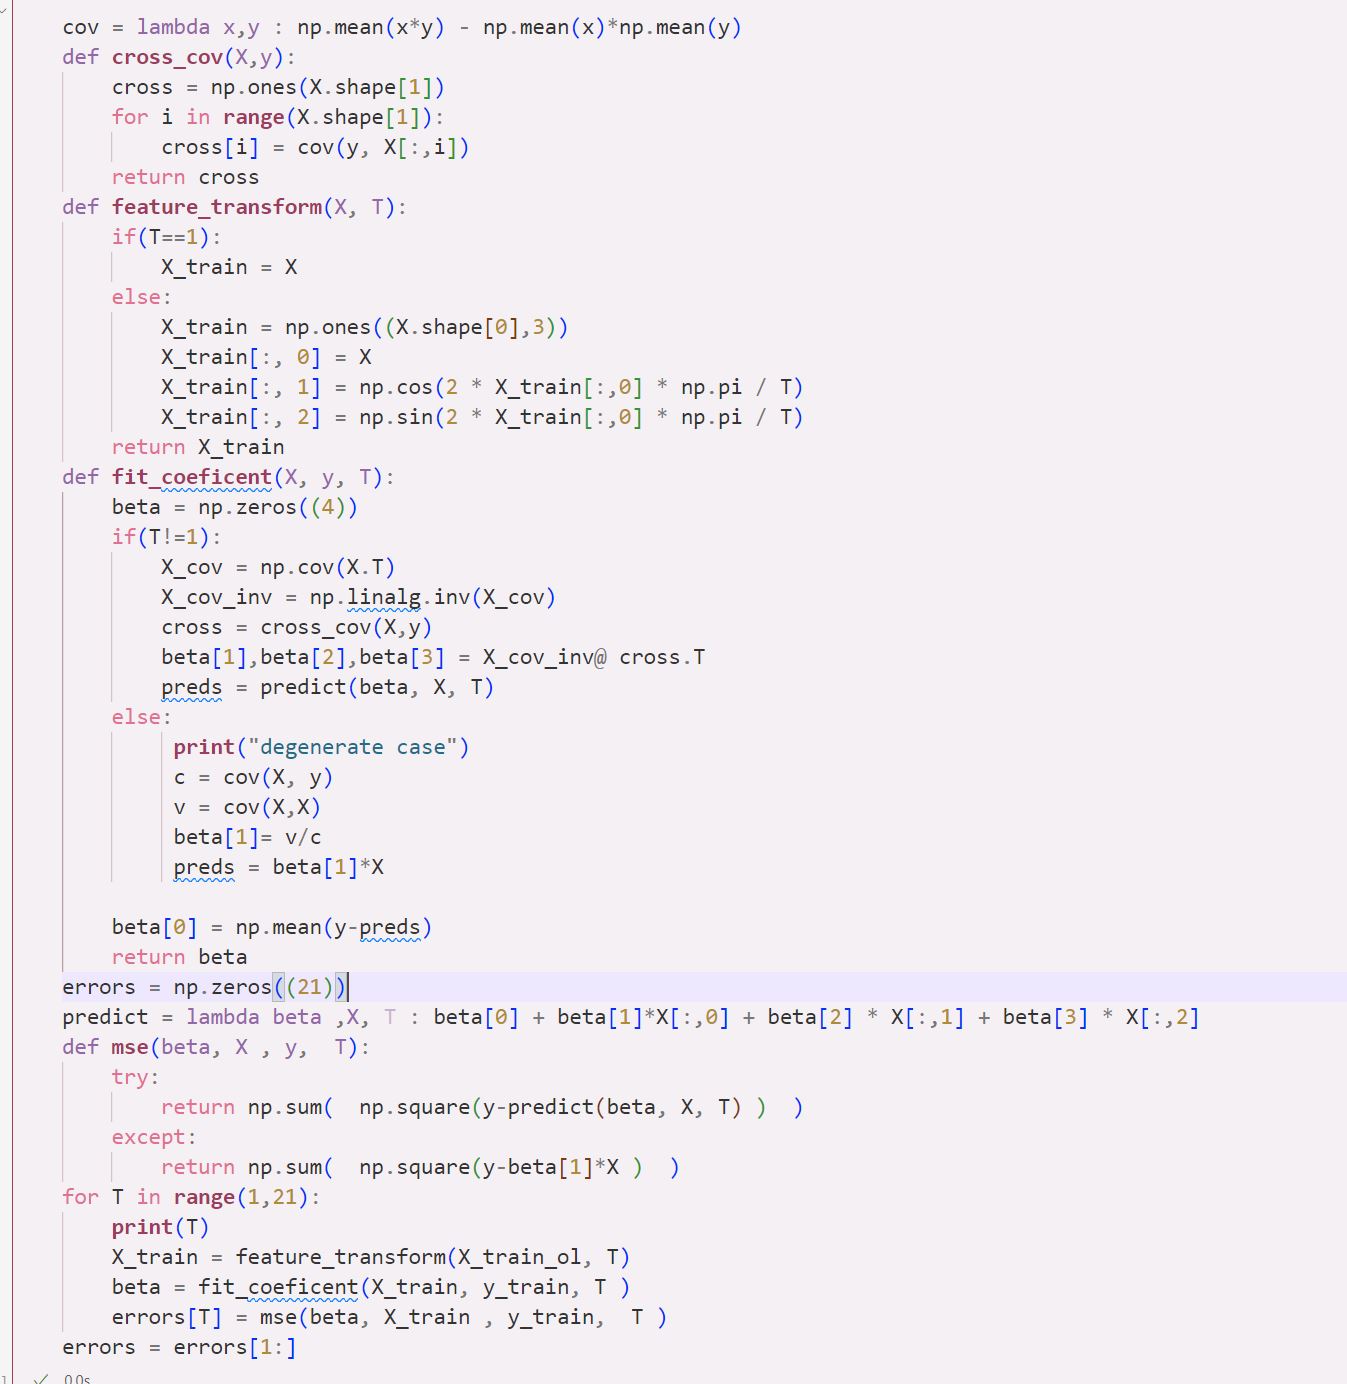 cov = lambda x,y : np.mean(x*y) - np.mean(x)*np.mean(y)
def cross_cov(X,y):
    cross = np.ones(X.shape[1])
    for i in range(X.shape[1]):
        cross[i] = cov(y, X[:,i])
    return cross
def feature_transform(X, T):
    if(T==1):
        X_train = X
    else:
        X_train = np.ones((X.shape[0],3))
        X_train[:, 0] = X
        X_train[:, 1] = np.cos(2 * X_train[:,0] * np.pi / T)
        X_train[:, 2] = np.sin(2 * X_train[:,0] * np.pi / T)
    return X_train
def fit_coeficent(X, y, T):
    beta = np.zeros((4))
    if(T!=1):
        X_cov = np.cov(X.T)
        X_cov_inv = np.linalg.inv(X_cov)
        cross = cross_cov(X,y)
        beta[1],beta[2],beta[3] = X_cov_inv@ cross.T
        preds = predict(beta, X, T)
    else:
         print("degenerate case")
         c = cov(X, y)
         v = cov(X,X)
         beta[1]= v/c
         preds = beta[1]*X
    beta[0] = np.mean(y-preds)
    return beta
errors = np.zeros((21))
predict = lambda beta ,X, T : beta[0] + beta[1]*X[:,0] + beta[2] * X[:,1] + beta[3] * X[:,2]
def mse(beta, X , y,  T):
    try:
        return np.sum(  np.square(y-predict(beta, X, T) )  )
    except:
        return np.sum(  np.square(y-beta[1]*X )  )
for T in range(1,21):
    print(T)
    X_train = feature_transform(X_train_ol, T)
    beta = fit_coeficent(X_train, y_train, T )
    errors[T] = mse(beta, X_train , y_train,  T )
errors = errors[1:]
0.0s